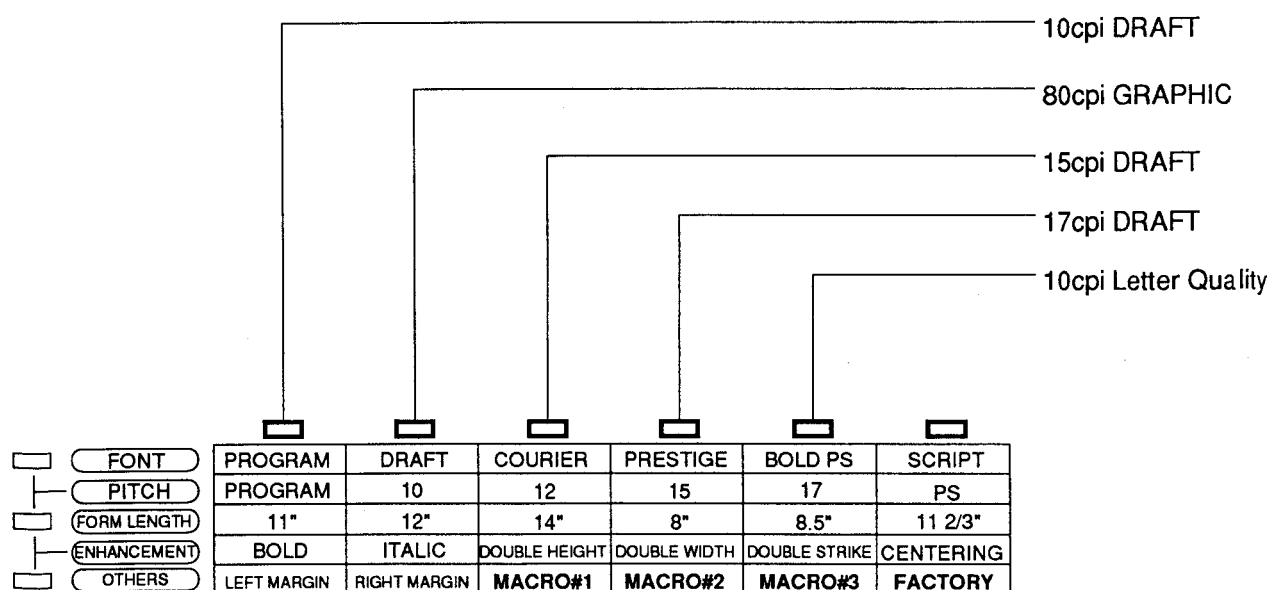 10cpi DRAFT
80cpi GRAPHIC
15cpi DRAFT
17cpi DRAFT
10cpi Letter Quality
FONT PROGRAM DRAFT COURIER PRESTIGE BOLD PS SCRIPT
PITCH PROGRAM 10 12 15 17 PS
FORM LENGTH 11" 12" 14" 8" 8.5" 11 2/3"
ENHANCEMENT BOLD ITALIC DOUBLE HEIGHT DOUBLE WIDTH DOUBLE STRIKE CENTERING
OTHERS LEFT MARGIN RIGHT MARGIN MACRO#1 MACRO#2 MACRO#3 FACTORY